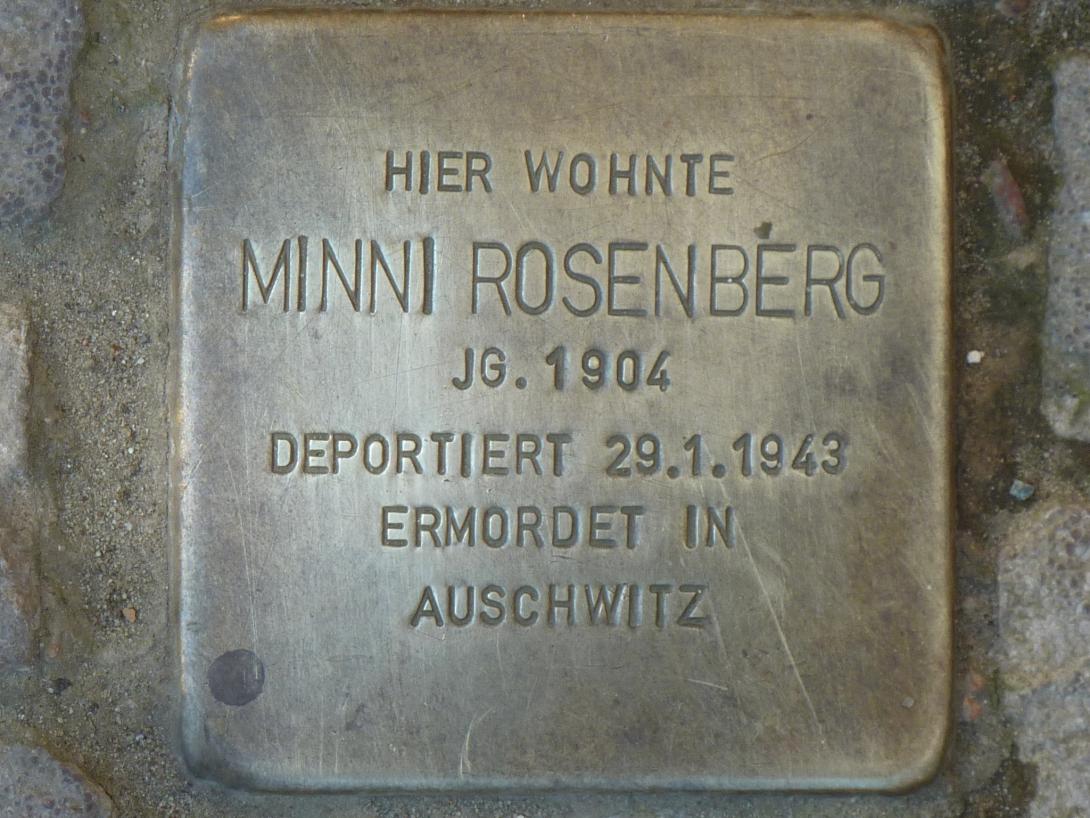 HIER WOHNTE
MINNI ROSENBERG
JG. 1904
DEPORTIERT 29.1.1943
ERMORDET IN
AUSCHWITZ